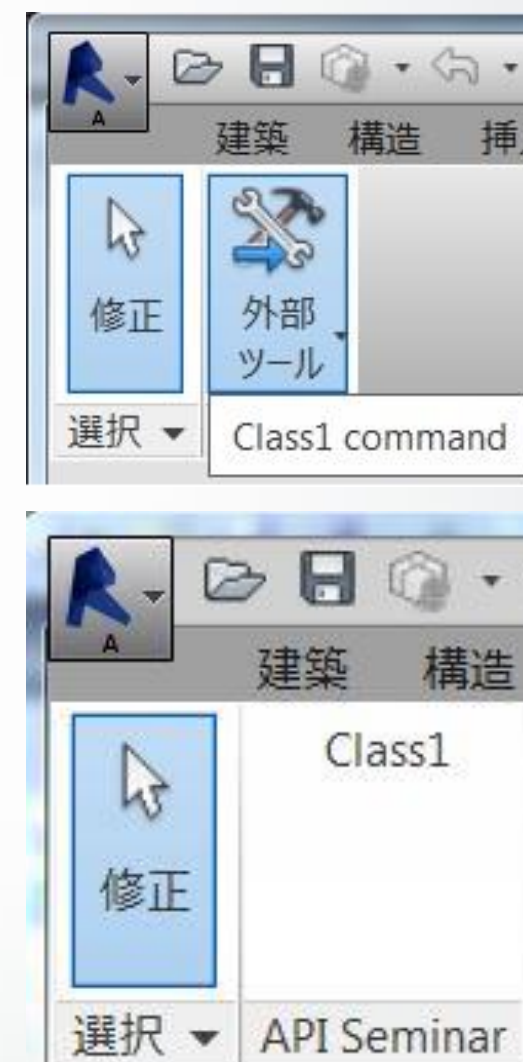 A
建築 構造 挿
修正
外部
ツール
選択
Class1 command
A
建築 構造
Class1
修正
選択
API Seminar